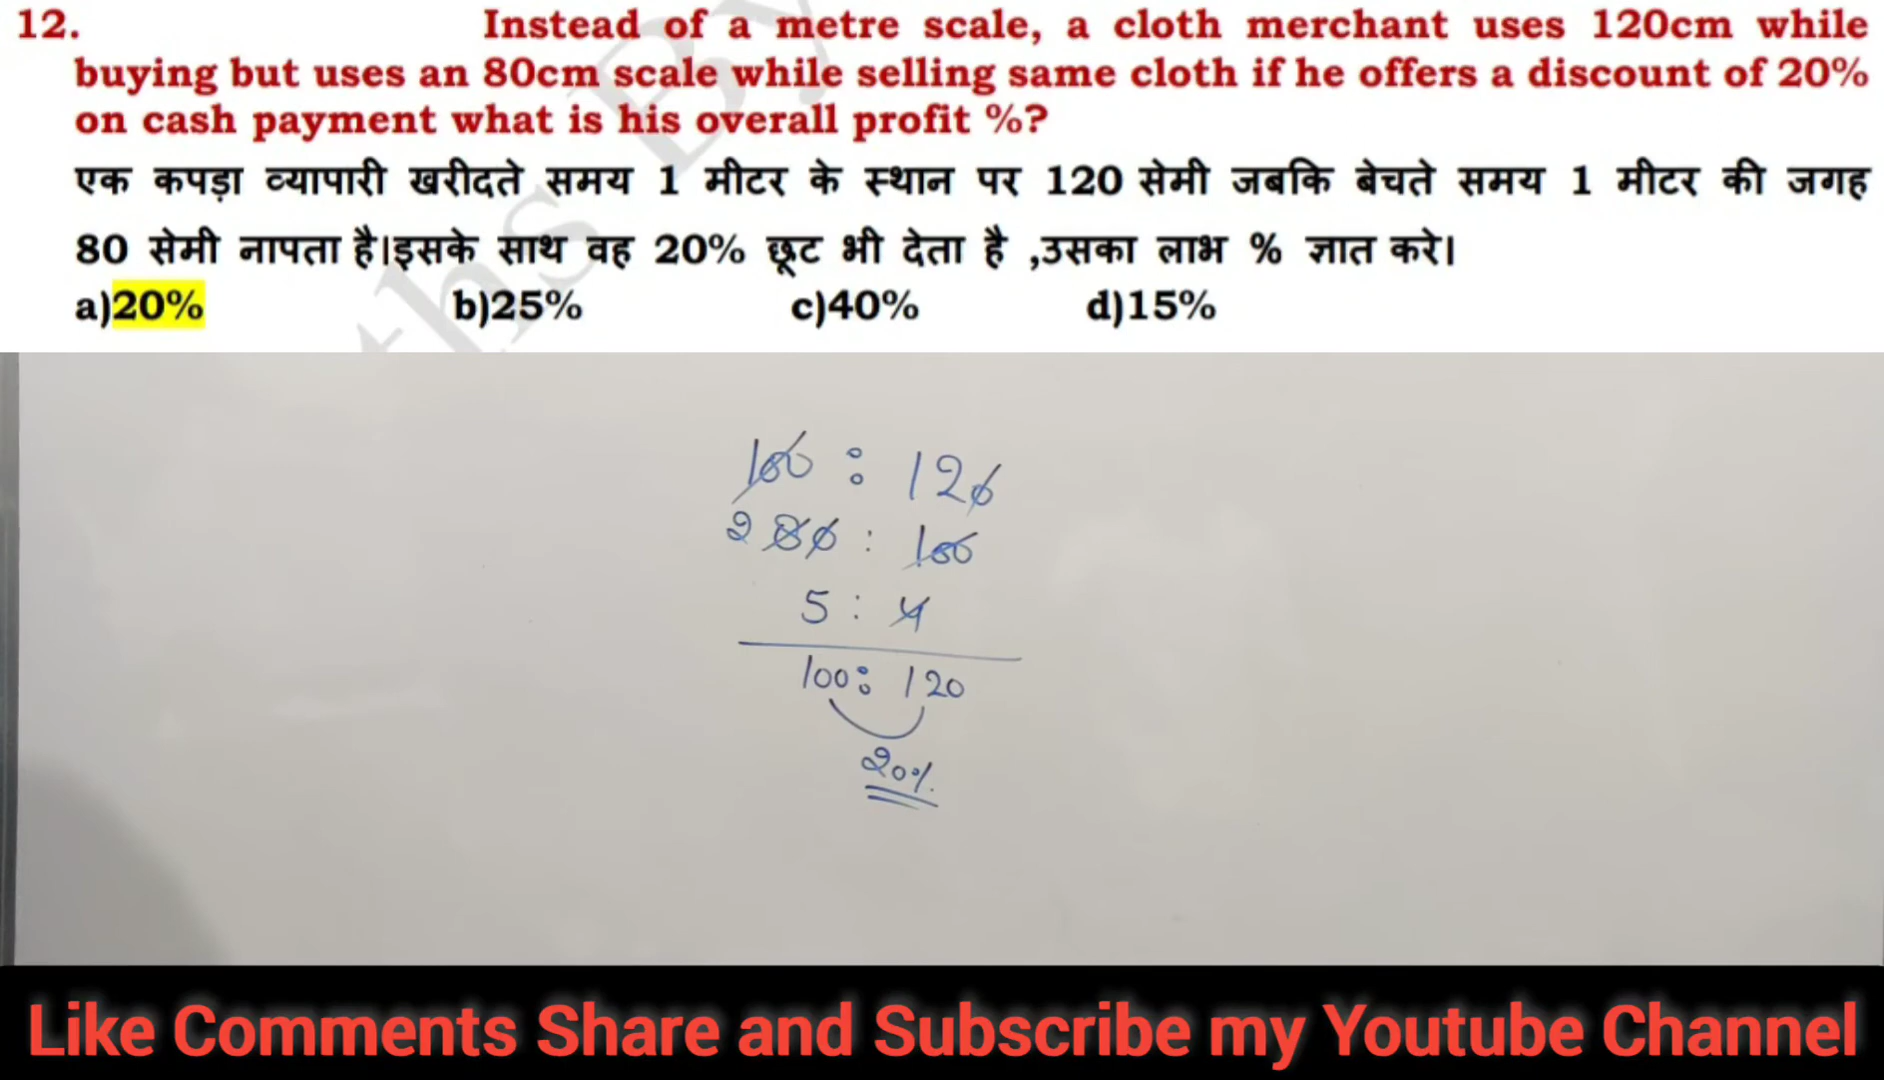 12. Instead of a metre scale, a cloth merchant uses 120cm while
buying but uses an 80cm scale while selling same cloth if he offers a discount of 20%
on cash payment what is his overall profit %?
एक कपड़ा व्यापारी खरीदते समय 1 मीटर के स्थान पर 120 सेमी जबकि बेचते समय 1 मीटर की जगह
80 सेमी नापता है।इसके साथ वह 20% छूट भी देता है ,उसका लाभ % ज्ञात करे।
a)20% b)25% c)40% d)15%
100 : 120
2 80 : 100
5 : 4
100 : 120
20%
Like Comments Share and Subscribe my Youtube Channel